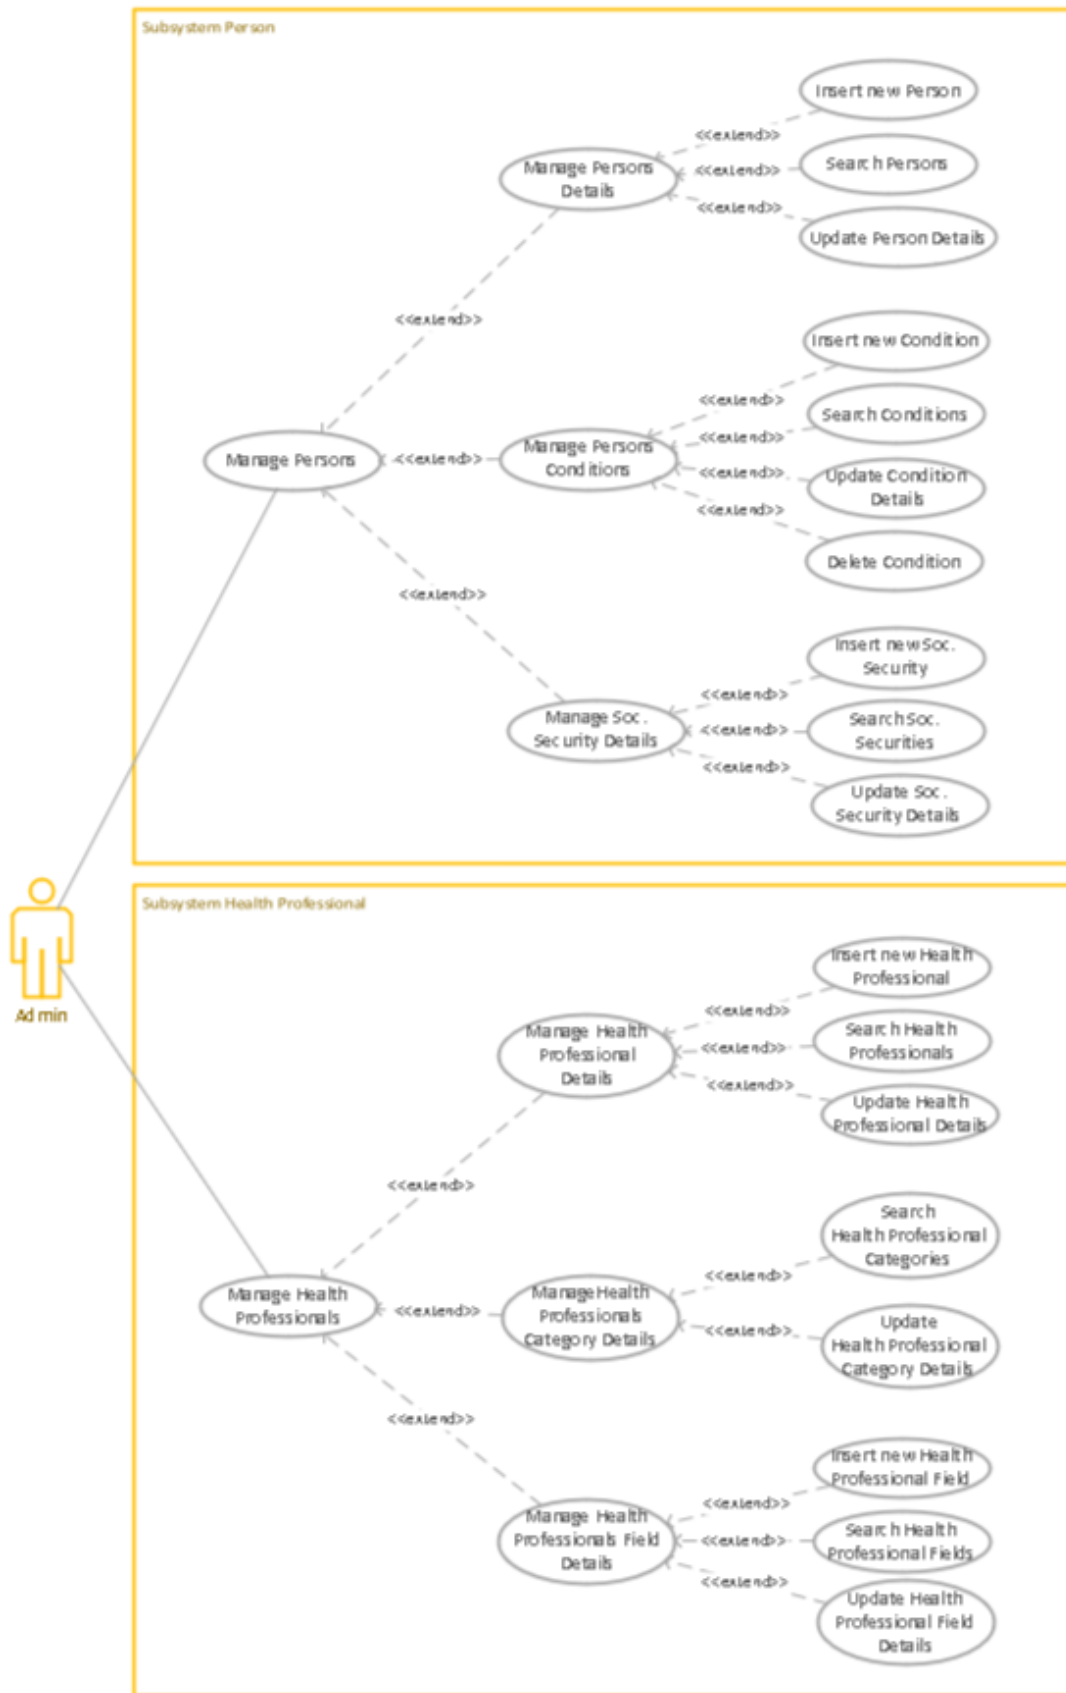 Subsystem Person
Insert new Person
<<extend>>
Manage Persons
Details
<<extend>>
Search Persons
<<extend>>
Update Person Details
<<extend>>
Insert new Condition
<<extend>>
Search Conditions
Manage Persons
<<extend>>
Manage Persons
Conditions
<<extend>>
<<extend>>
Update Condition
Details
<<extend>>
Delete Condition
<<extend>>
Insert new Soc.
Security
<<extend>>
Manage Soc.
Security Details
<<extend>>
Search Soc.
Securities
<<extend>>
Update Soc.
Security Details
Admin
Subsystem Health Professional
Insert new Health
Professional
<<extend>>
Manage Health
Professional
Details
<<extend>>
Search Health
Professionals
<<extend>>
Update Health
Professional Details
<<extend>>
Search
Health Professional
Categories
<<extend>>
Manage Health
Professionals
<<extend>>
Manage Health
Professionals
Category Details
<<extend>>
Update
Health Professional
Category Details
<<extend>>
Insert new Health
Professional Field
<<extend>>
Manage Health
Professionals Field
Details
<<extend>>
Search Health
Professional Fields
<<extend>>
Update Health
Professional Field
Details